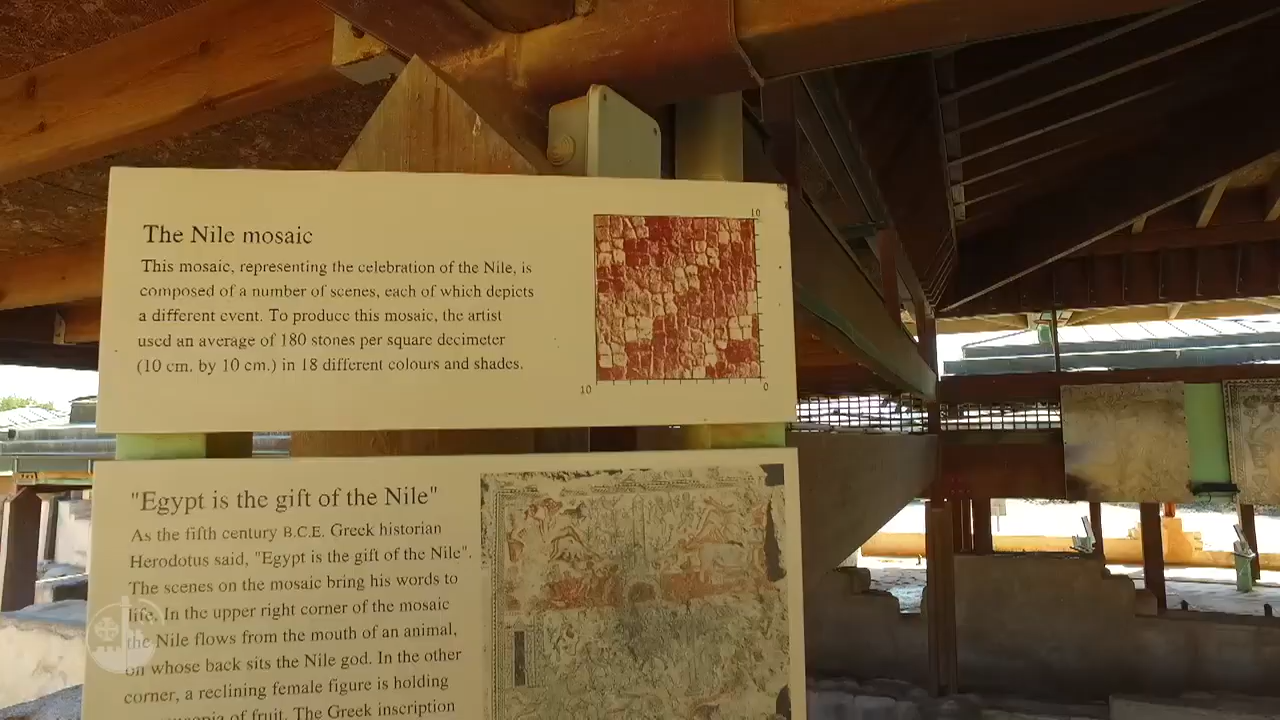 The Nile mosaic
This mosaic, representing the celebration of the Nile, is
composed of a number of scenes, each of which depicts
a different event. To produce this mosaic, the artist
used an average of 180 stones per square decimeter
(10 cm. by 10 cm.) in 18 different colours and shades.
10
10
0
"Egypt is the gift of the Nile"
As the fifth century B.C.E. Greek historian
Herodotus said, "Egypt is the gift of the Nile".
The scenes on the mosaic bring his words to
life. In the upper right corner of the mosaic
the Nile flows from the mouth of an animal,
on whose back sits the Nile god. In the other
corner, a reclining female figure is holding
of fruit. The Greek inscription